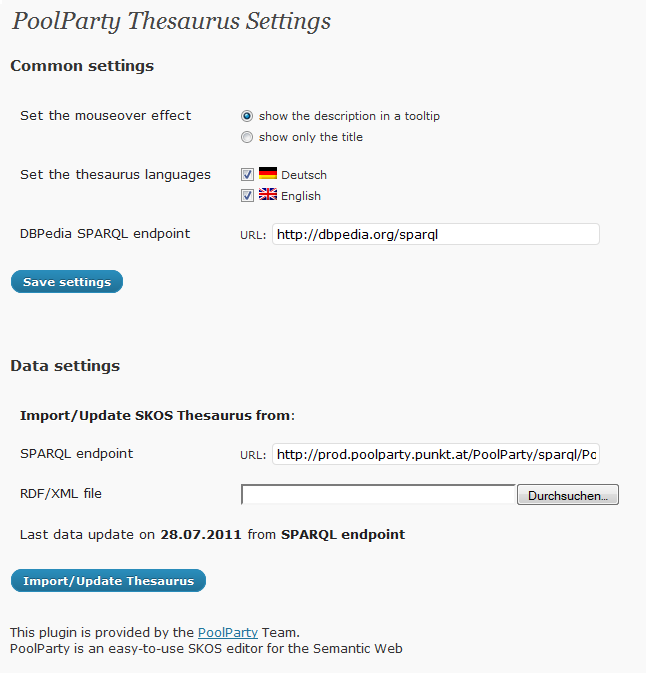 PoolParty Thesaurus Settings
Common settings
Set the mouseover effect
show the description in a tooltip
show only the title
Set the thesaurus languages
Deutsch
English
DBPedia SPARQL endpoint URL: http://dbpedia.org/sparql
Save settings
Data settings
Import/Update SKOS Thesaurus from:
SPARQL endpoint URL: http://prod.poolparty.punkt.at/PoolParty/sparql/Po
RDF/XML file Durchsuchen...
Last data update on 28.07.2011 from SPARQL endpoint
Import/Update Thesaurus
This plugin is provided by the PoolParty Team.
PoolParty is an easy-to-use SKOS editor for the Semantic Web